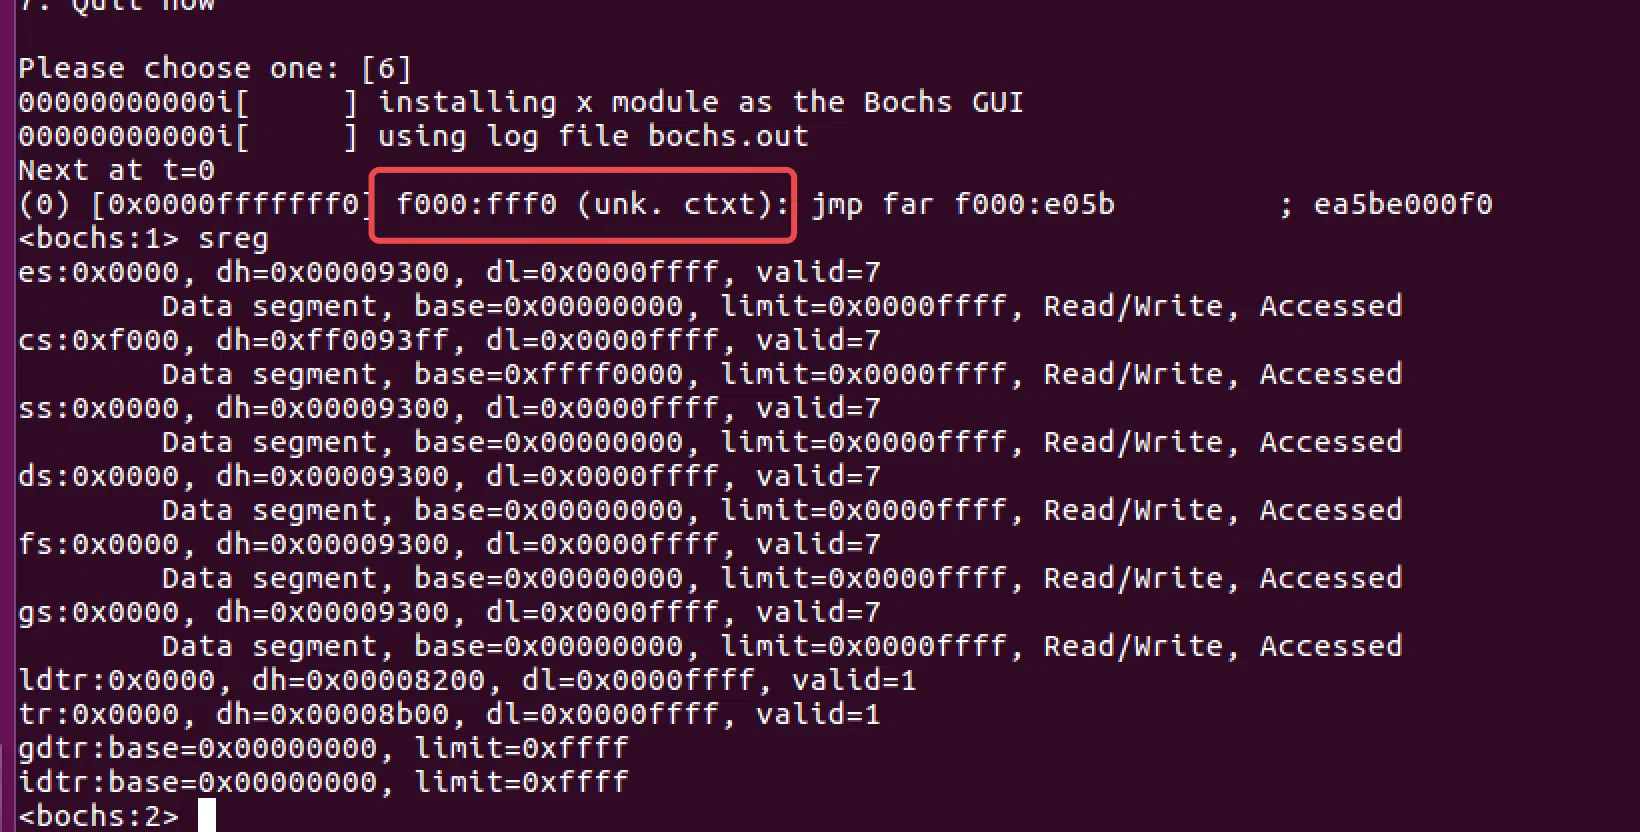 7. Quit now
Please choose one: [6]
00000000000i[      ] installing x module as the Bochs GUI
00000000000i[      ] using log file bochs.out
Next at t=0
(0) [0x0000fffffff0] f000:fff0 (unk. ctxt): jmp far f000:e05b         ; ea5be000f0
<bochs:1> sreg
es:0x0000, dh=0x00009300, dl=0x0000ffff, valid=7
        Data segment, base=0x00000000, limit=0x0000ffff, Read/Write, Accessed
cs:0xf000, dh=0xff0093ff, dl=0x0000ffff, valid=7
        Data segment, base=0xffff0000, limit=0x0000ffff, Read/Write, Accessed
ss:0x0000, dh=0x00009300, dl=0x0000ffff, valid=7
        Data segment, base=0x00000000, limit=0x0000ffff, Read/Write, Accessed
ds:0x0000, dh=0x00009300, dl=0x0000ffff, valid=7
        Data segment, base=0x00000000, limit=0x0000ffff, Read/Write, Accessed
fs:0x0000, dh=0x00009300, dl=0x0000ffff, valid=7
        Data segment, base=0x00000000, limit=0x0000ffff, Read/Write, Accessed
gs:0x0000, dh=0x00009300, dl=0x0000ffff, valid=7
        Data segment, base=0x00000000, limit=0x0000ffff, Read/Write, Accessed
ldtr:0x0000, dh=0x00008200, dl=0x0000ffff, valid=1
tr:0x0000, dh=0x00008b00, dl=0x0000ffff, valid=1
gdtr:base=0x00000000, limit=0xffff
idtr:base=0x00000000, limit=0xffff
<bochs:2>